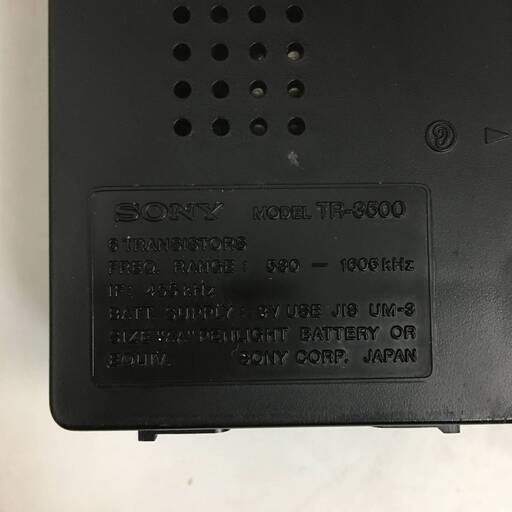 SONY MODEL TR-3500
6 TRANSISTORS
FREQ. RANGE: 530 — 1605 kHz
IF: 455 kHz
BATT. SUPPLY: 3V USE JIS UM-3
SIZE "AA" PENLIGHT BATTERY OR
EQUIV. SONY CORP. JAPAN